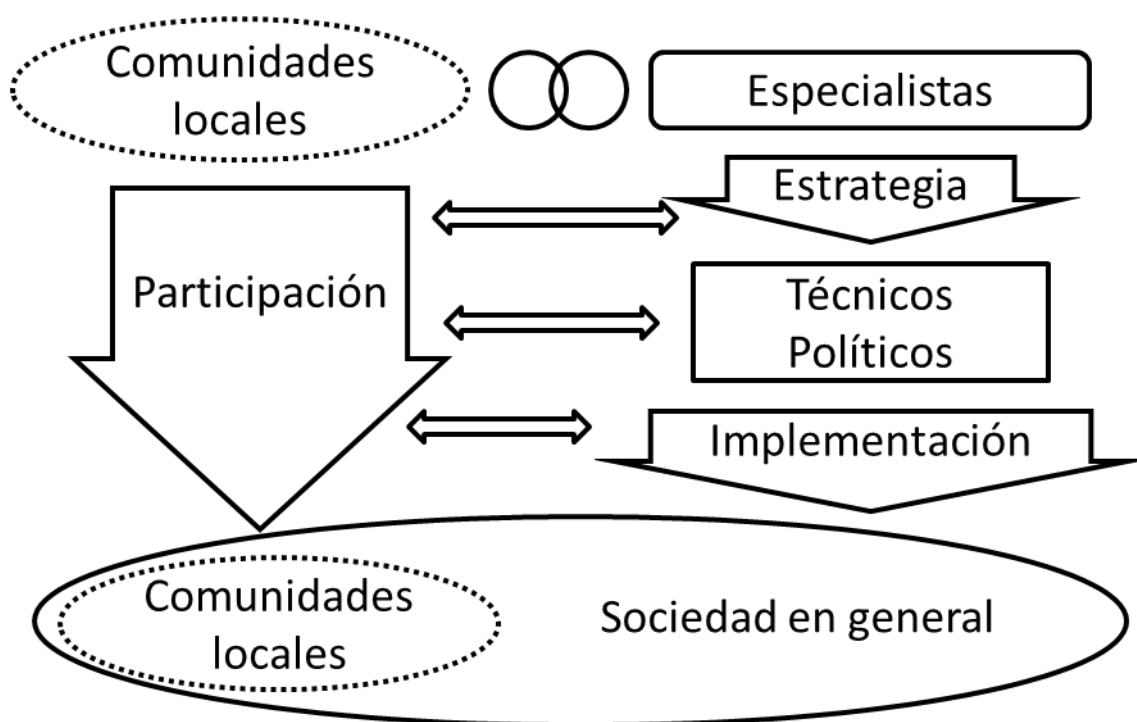 Comunidades
locales
Especialistas
Estrategia
Participación
Técnicos
Políticos
Implementación
Comunidades
locales
Sociedad en general